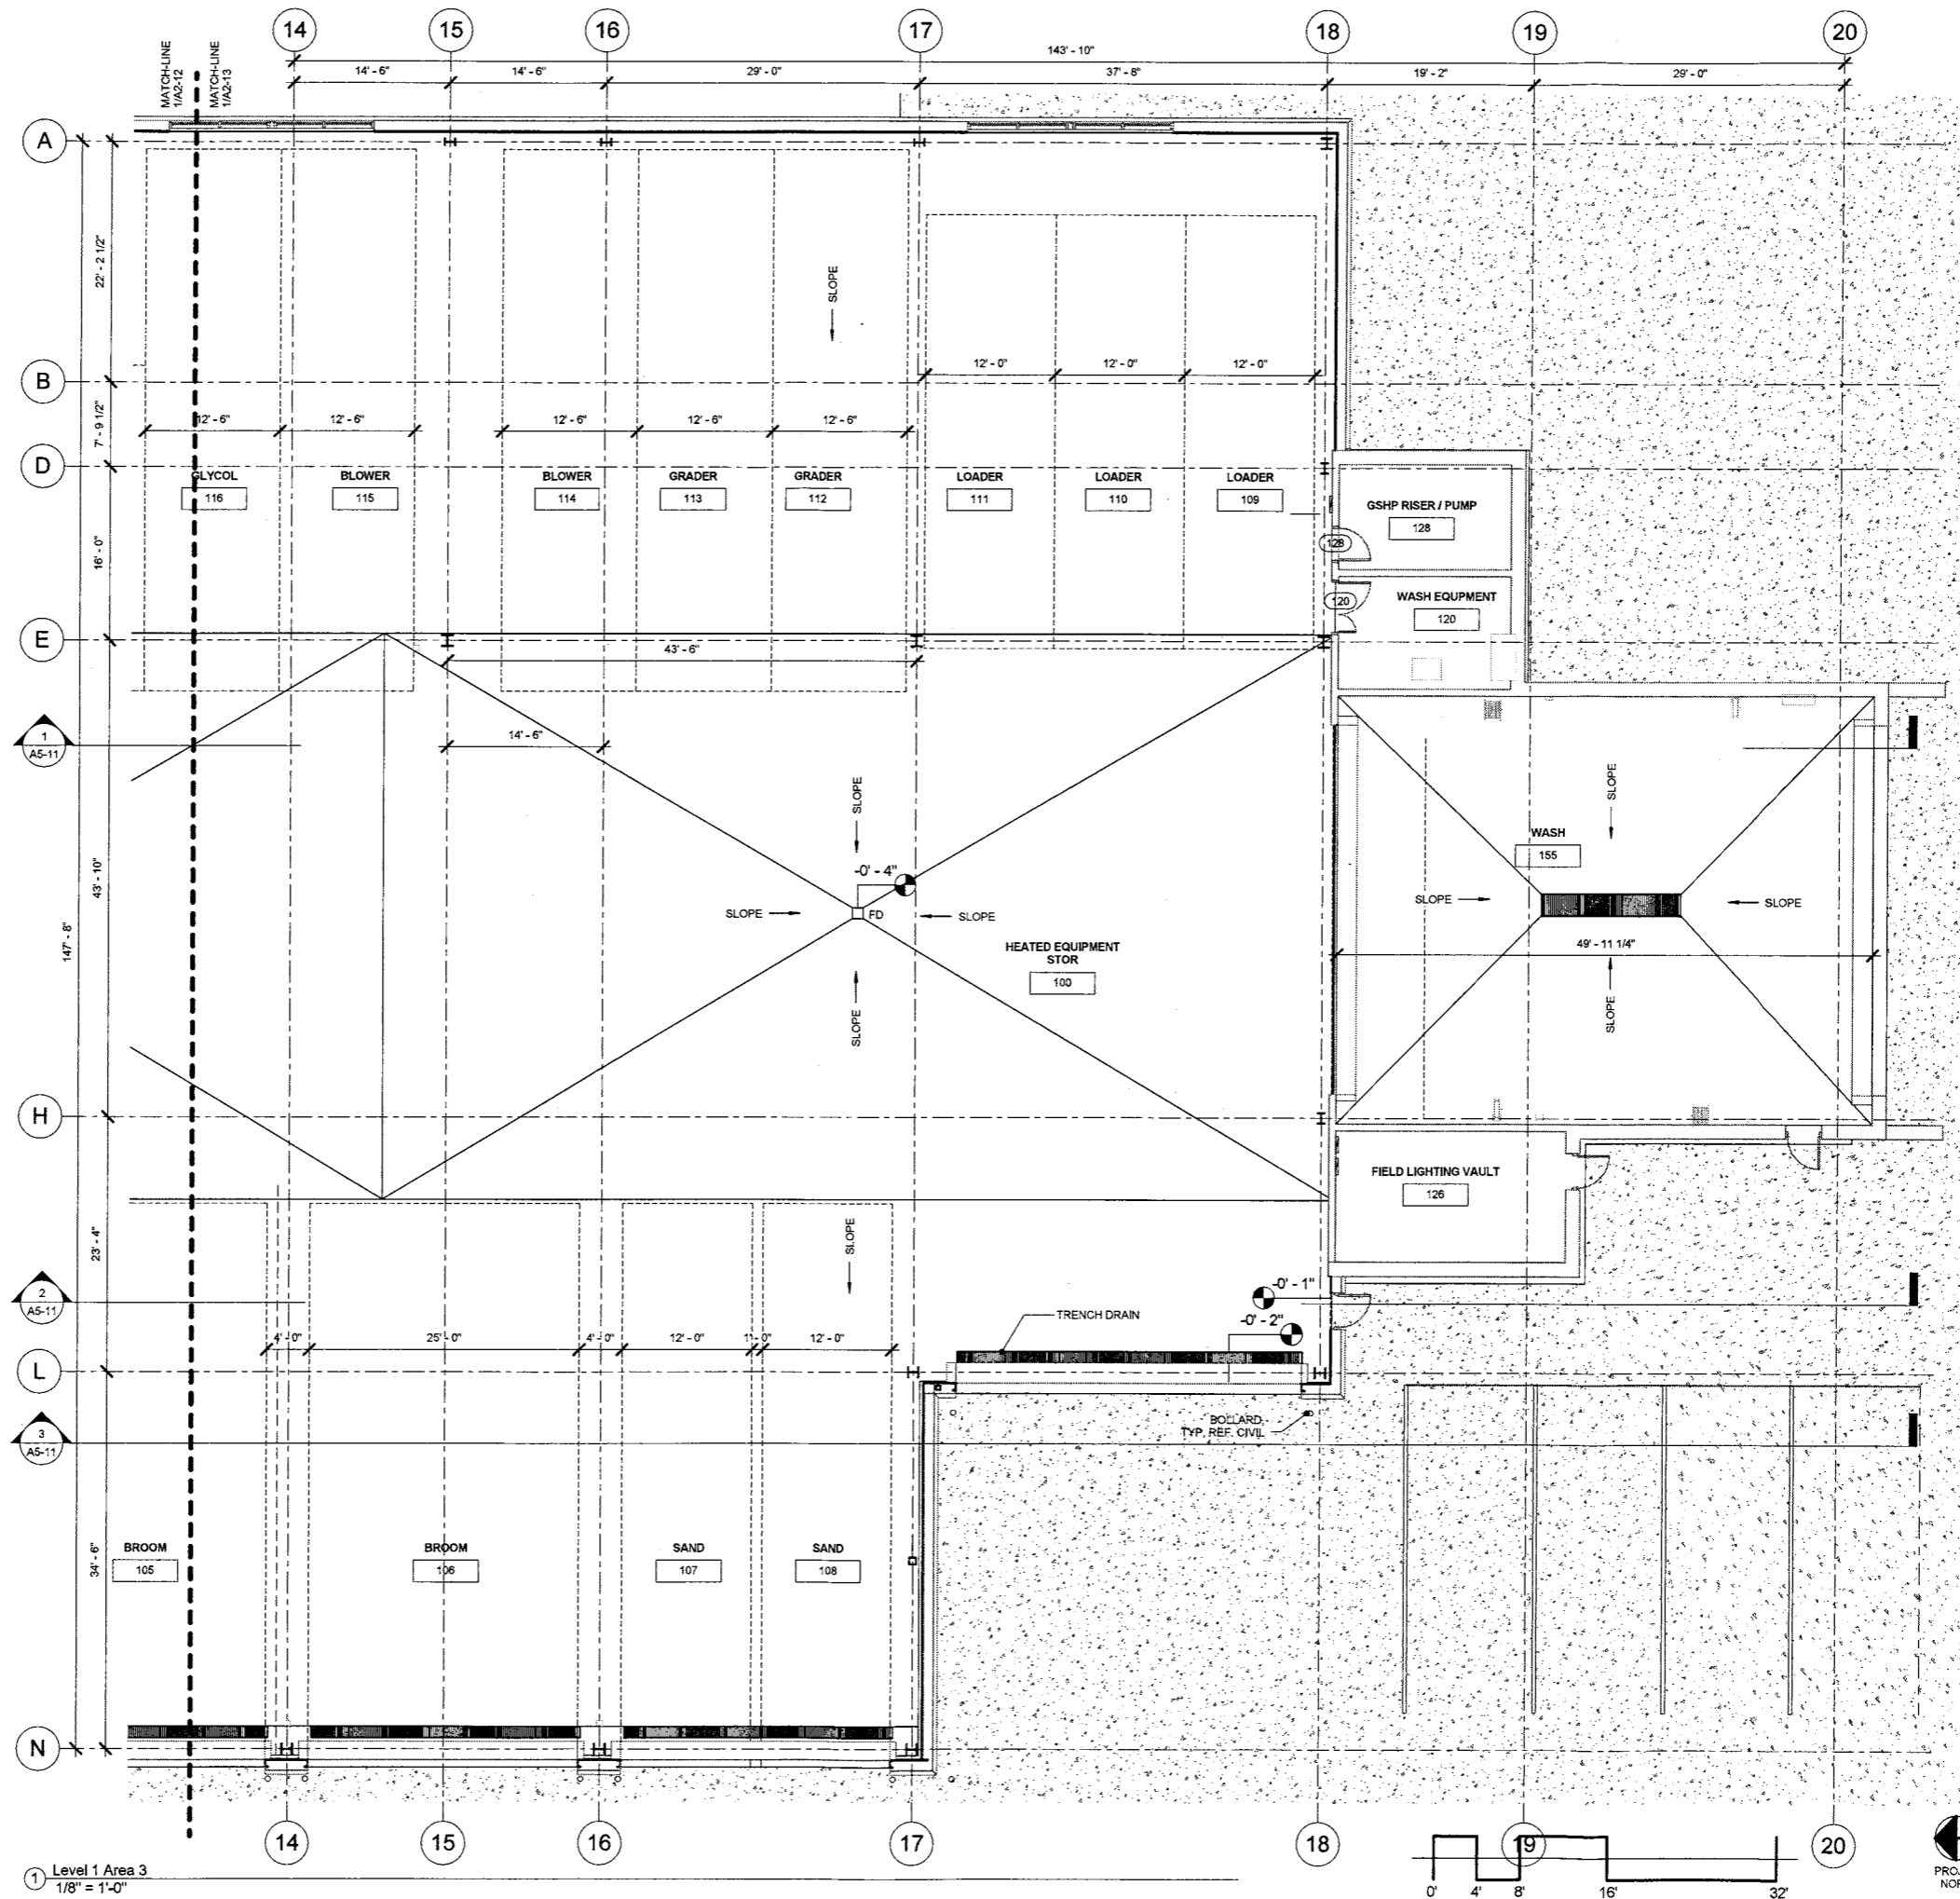 14 15 16 17 18 19 20
143' - 10"
14' - 6" 14' - 6" 29' - 0" 37' - 8" 19' - 2" 29' - 0"
MATCH-LINE
1/A2-12
MATCH-LINE
1/A2-13
A
22' - 2 1/2"
SLOPE
B
12' - 0" 12' - 0" 12' - 0"
7' - 9 1/2"
12' - 6" 12' - 6" 12' - 6" 12' - 6" 12' - 6"
D
GLYCOL BLOWER BLOWER GRADER GRADER LOADER LOADER LOADER
116 115 114 113 112 111 110 109
GSHP RISER / PUMP
128
128
16' - 0"
WASH EQUPMENT
120
120
E
43' - 6"
1
A5-11
14' - 6"
SLOPE
SLOPE
WASH
155
-0' - 4"
43' - 10"
147' - 8"
SLOPE FD SLOPE
SLOPE SLOPE
HEATED EQUIPMENT
STOR
100
49' - 11 1/4"
SLOPE
SLOPE
H
FIELD LIGHTING VAULT
126
23' - 4"
SLOPE
2
A5-11
-0' - 1"
TRENCH DRAIN
-0' - 2"
4' - 0" 25' - 0" 4' - 0" 12' - 0" 1'- 0" 12' - 0"
L
3
A5-11
BOLLARD,
TYP. REF. CIVIL
34' - 6"
BROOM BROOM SAND SAND
105 106 107 108
N
14 15 16 17 18 19 20
1 Level 1 Area 3
1/8" = 1'-0"
0' 4' 8' 16' 32'